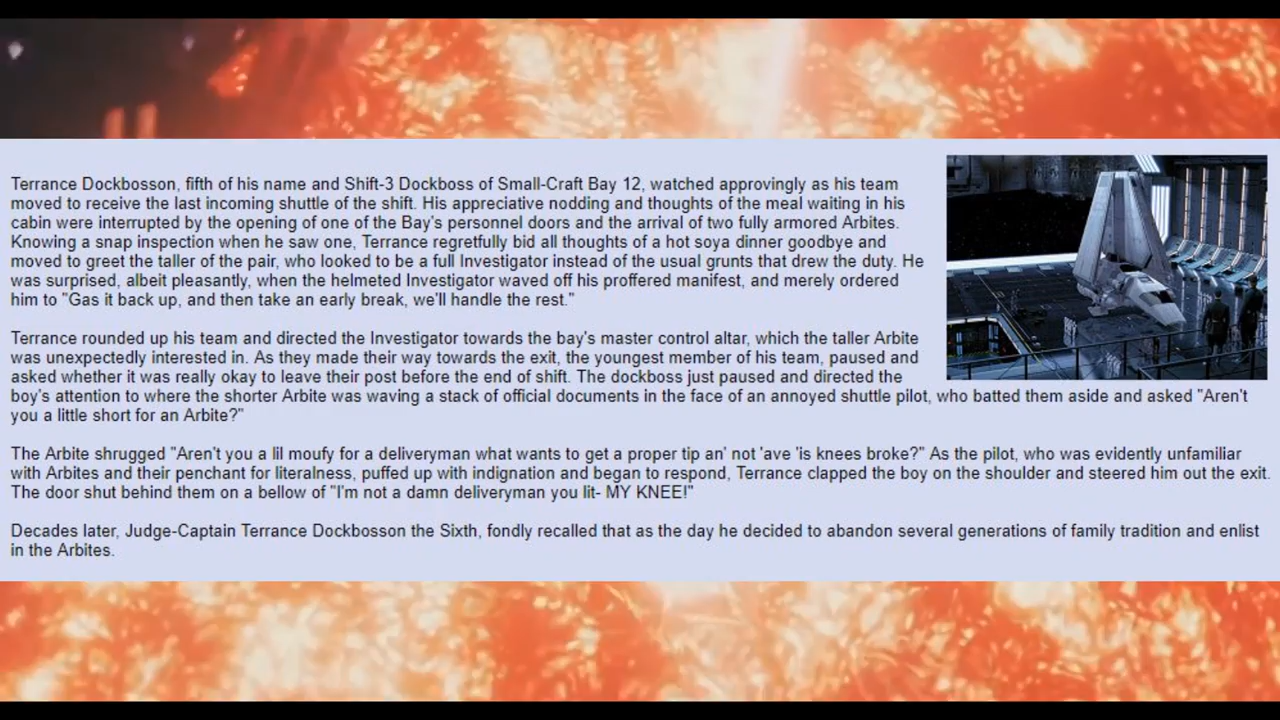 Terrance Dockbosson, fifth of his name and Shift-3 Dockboss of Small-Craft Bay 12, watched approvingly as his team
moved to receive the last incoming shuttle of the shift. His appreciative nodding and thoughts of the meal waiting in his
cabin were interrupted by the opening of one of the Bay's personnel doors and the arrival of two fully armored Arbites.
Knowing a snap inspection when he saw one, Terrance regretfully bid all thoughts of a hot soya dinner goodbye and
moved to greet the taller of the pair, who looked to be a full Investigator instead of the usual grunts that drew the duty. He
was surprised, albeit pleasantly, when the helmeted Investigator waved off his proffered manifest, and merely ordered
him to "Gas it back up, and then take an early break, we'll handle the rest."
Terrance rounded up his team and directed the Investigator towards the bay's master control altar, which the taller Arbite
was unexpectedly interested in. As they made their way towards the exit, the youngest member of his team, paused and
asked whether it was really okay to leave their post before the end of shift. The dockboss just paused and directed the
boy's attention to where the shorter Arbite was waving a stack of official documents in the face of an annoyed shuttle pilot, who batted them aside and asked "Aren't
you a little short for an Arbite?"
The Arbite shrugged "Aren't you a lil moufy for a deliveryman what wants to get a proper tip an' not 'ave 'is knees broke?" As the pilot, who was evidently unfamiliar
with Arbites and their penchant for literalness, puffed up with indignation and began to respond, Terrance clapped the boy on the shoulder and steered him out the exit.
The door shut behind them on a bellow of "I'm not a damn deliveryman you lit- MY KNEE!"
Decades later, Judge-Captain Terrance Dockbosson the Sixth, fondly recalled that as the day he decided to abandon several generations of family tradition and enlist
in the Arbites.